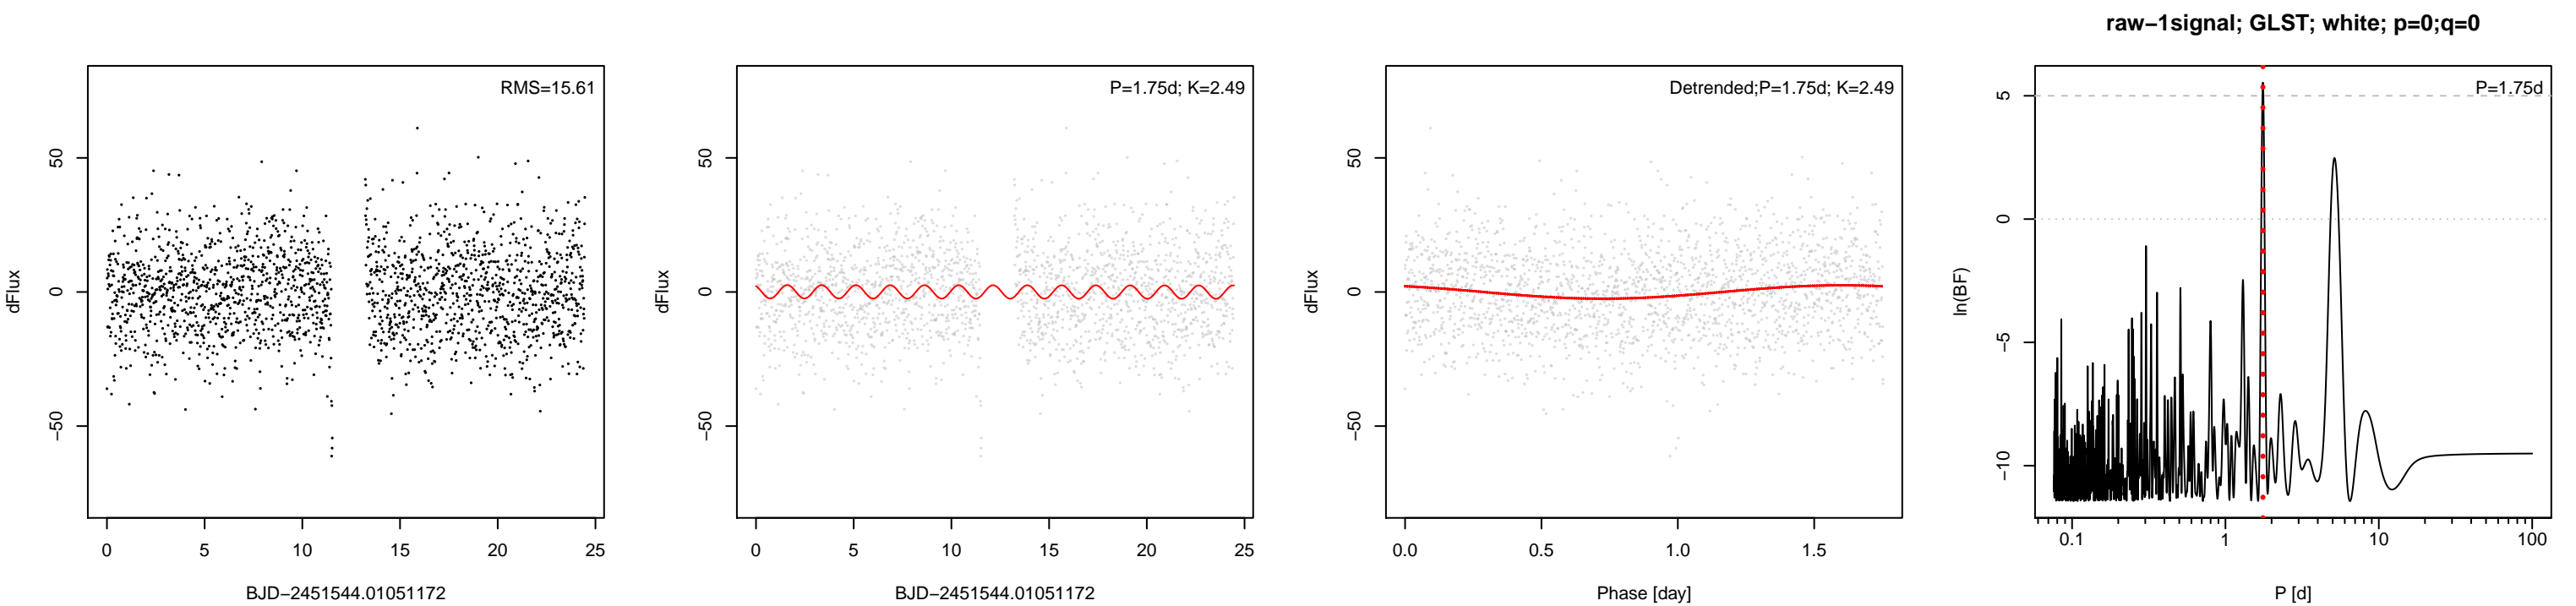 raw−1signal; GLST; white; p=0;q=0
RMS=15.61
dFlux
50
0
−50
0 5 10 15 20 25
BJD−2451544.01051172
P=1.75d; K=2.49
dFlux
50
0
−50
0 5 10 15 20 25
BJD−2451544.01051172
Detrended;P=1.75d; K=2.49
dFlux
50
0
−50
0.0 0.5 1.0 1.5
Phase [day]
P=1.75d
ln(BF)
5
0
−5
−10
0.1 1 10 100
P [d]